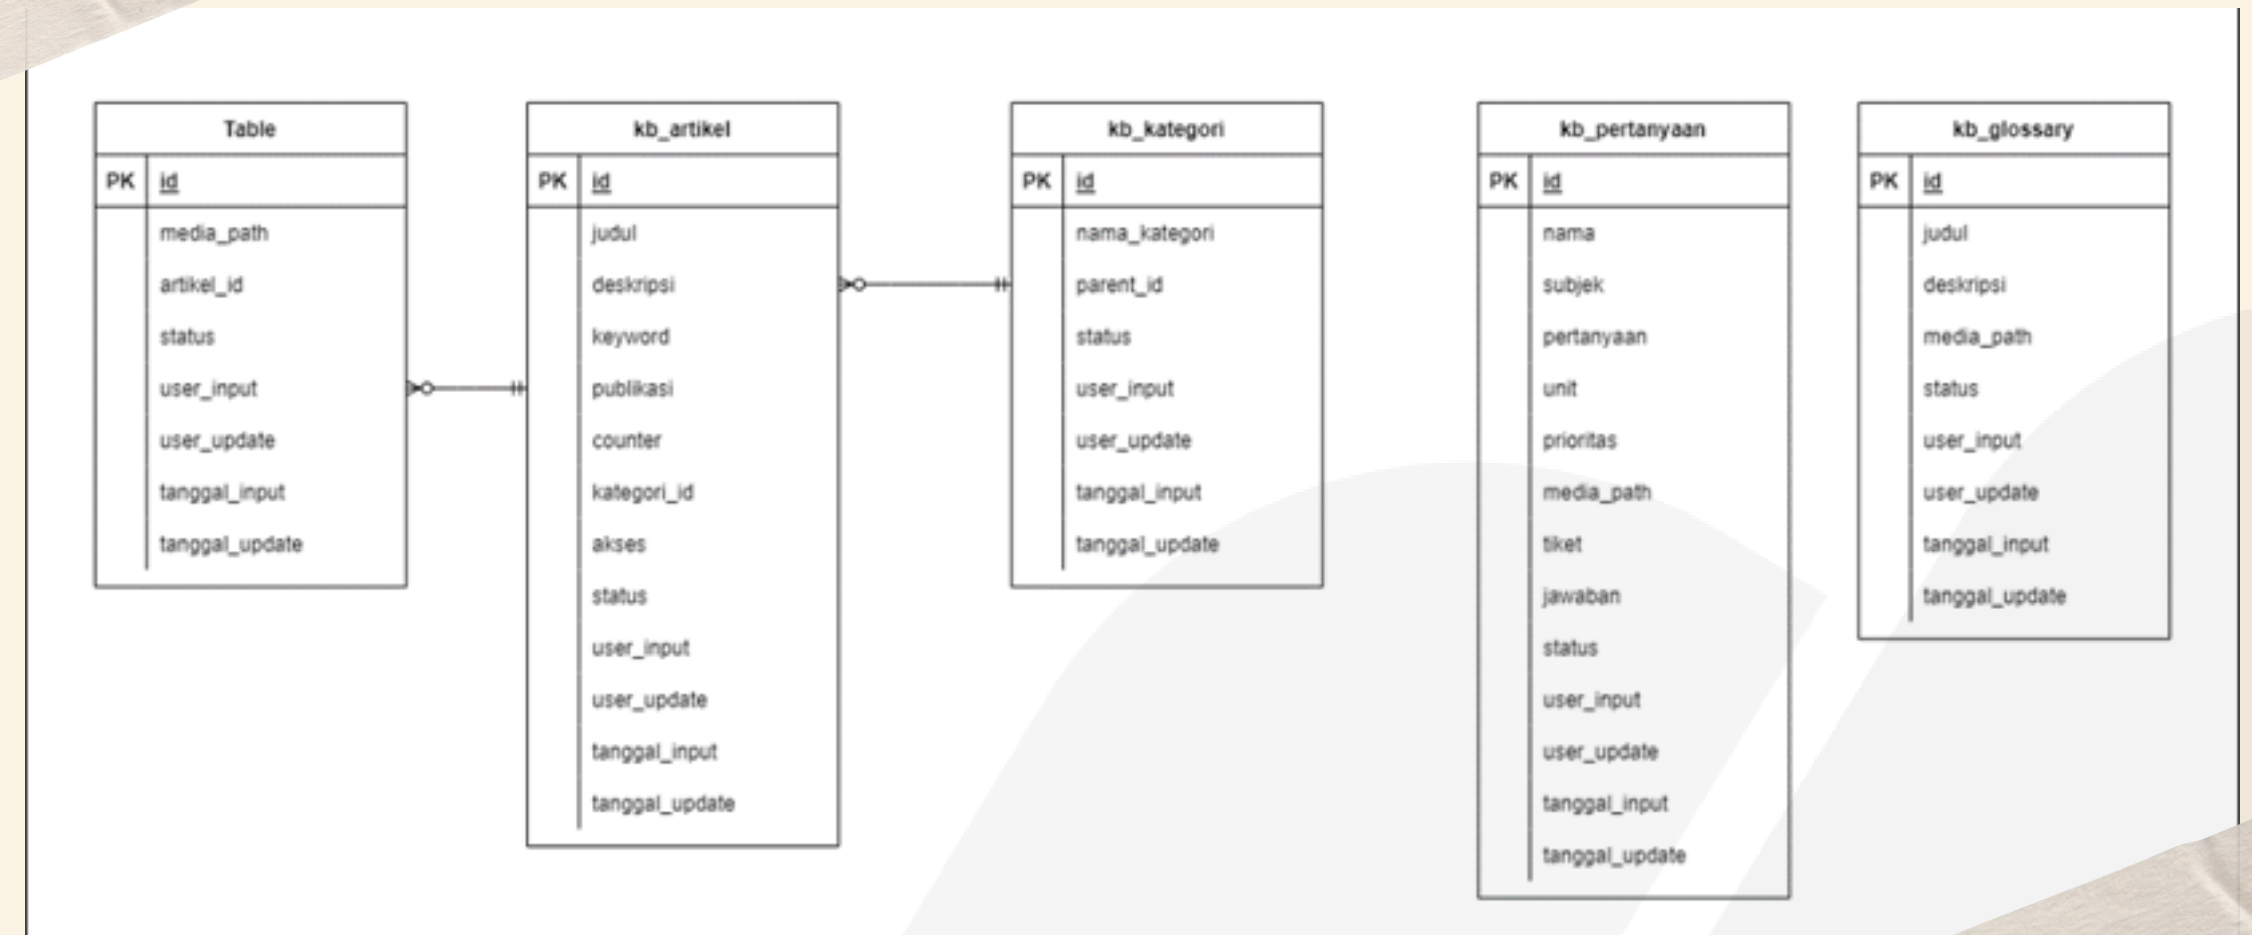 Table
PK id
media_path
artikel_id
status
user_input
user_update
tanggal_input
tanggal_update
kb_artikel
PK id
judul
deskripsi
keyword
publikasi
counter
kategori_id
akses
status
user_input
user_update
tanggal_input
tanggal_update
kb_kategori
PK id
nama_kategori
parent_id
status
user_input
user_update
tanggal_input
tanggal_update
kb_pertanyaan
PK id
nama
subjek
pertanyaan
unit
prioritas
media_path
tiket
jawaban
status
user_input
user_update
tanggal_input
tanggal_update
kb_glossary
PK id
judul
deskripsi
media_path
status
user_input
user_update
tanggal_input
tanggal_update